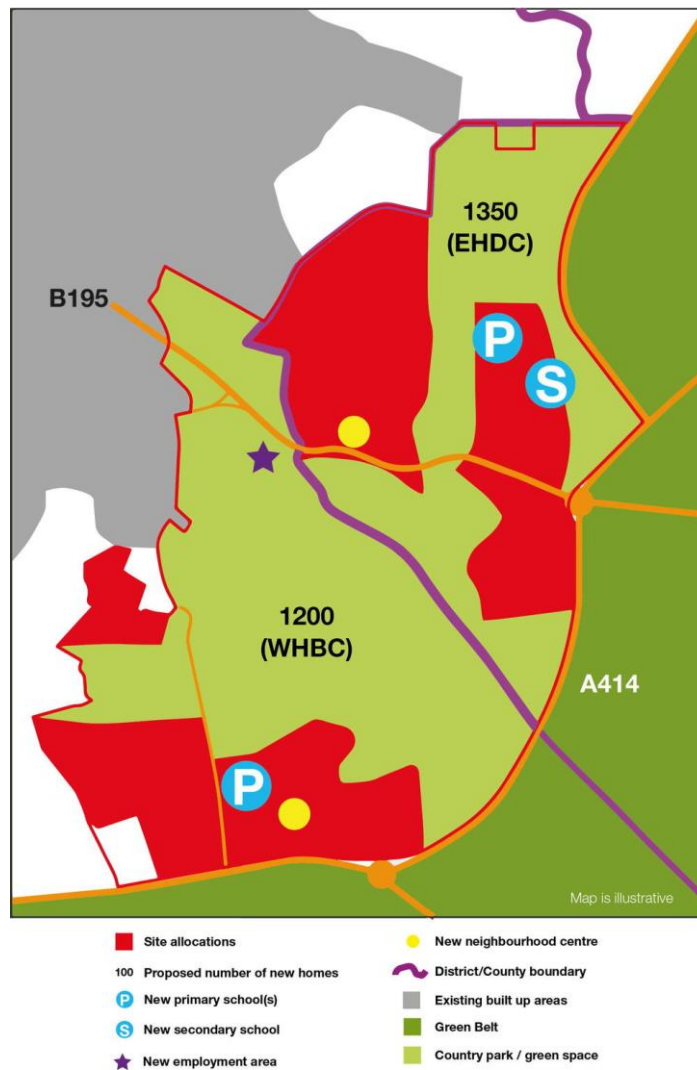 1350
(EHDC)
B195
P
S
1200
(WHBC)
A414
P
Map is illustrative
Site allocations
100 Proposed number of new homes
P New primary school(s)
S New secondary school
New employment area
New neighbourhood centre
District/County boundary
Existing built up areas
Green Belt
Country park / green space